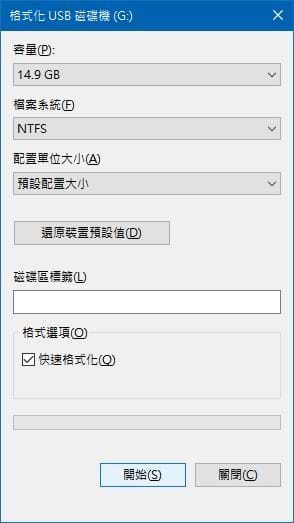 格式化 USB 磁碟機 (G:)
容量(P):
14.9 GB
檔案系統(F)
NTFS
配置單位大小(A)
預設配置大小
還原裝置預設值(D)
磁碟區標籤(L)
格式選項(O)
快速格式化(Q)
開始(S)
關閉(C)